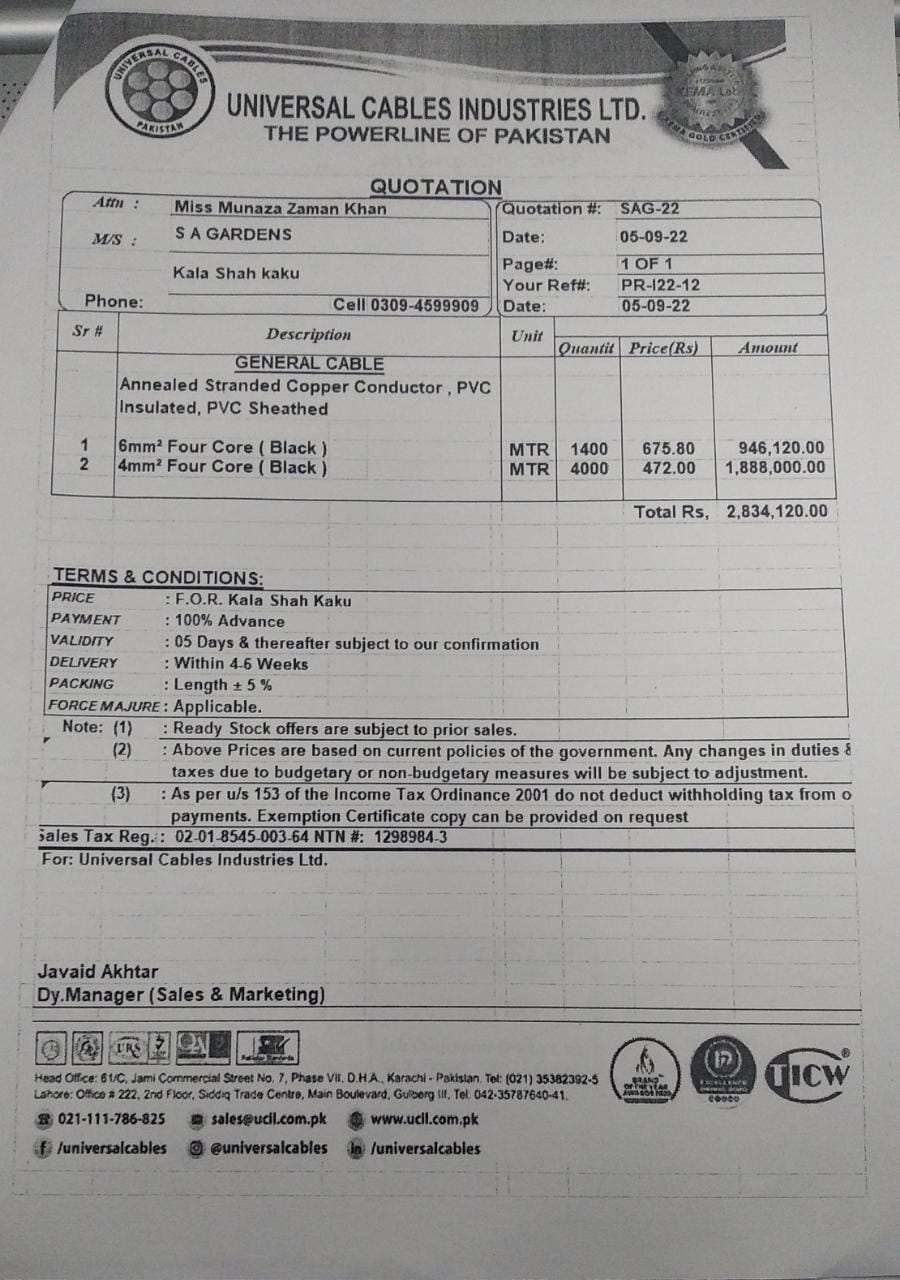 UNIVERSAL CABLES
PAKISTAN
UNIVERSAL CABLES INDUSTRIES LTD.
THE POWERLINE OF PAKISTAN
KEMA Lab
KEMA GOLD CERTIFIED
QUOTATION
Attn : Miss Munaza Zaman Khan
M/S : S A GARDENS
Kala Shah kaku
Phone: Cell 0309-4599909
Quotation #: SAG-22
Date: 05-09-22
Page#: 1 OF 1
Your Ref#: PR-I22-12
Date: 05-09-22
Sr # Description Unit Quantit Price(Rs) Amount
GENERAL CABLE
Annealed Stranded Copper Conductor , PVC
Insulated, PVC Sheathed
1 6mm² Four Core ( Black ) MTR 1400 675.80 946,120.00
2 4mm² Four Core ( Black ) MTR 4000 472.00 1,888,000.00
Total Rs, 2,834,120.00
TERMS & CONDITIONS:
PRICE : F.O.R. Kala Shah Kaku
PAYMENT : 100% Advance
VALIDITY : 05 Days & thereafter subject to our confirmation
DELIVERY : Within 4-6 Weeks
PACKING : Length ± 5 %
FORCE MAJURE : Applicable.
Note: (1) : Ready Stock offers are subject to prior sales.
(2) : Above Prices are based on current policies of the government. Any changes in duties &
taxes due to budgetary or non-budgetary measures will be subject to adjustment.
(3) : As per u/s 153 of the Income Tax Ordinance 2001 do not deduct withholding tax from o
payments. Exemption Certificate copy can be provided on request
Sales Tax Reg.: 02-01-8545-003-64 NTN #: 1298984-3
For: Universal Cables Industries Ltd.
Javaid Akhtar
Dy.Manager (Sales & Marketing)
URS
Head Office: 61/C, Jami Commercial Street No. 7, Phase VII, D.H.A., Karachi - Pakistan. Tel: (021) 35382392-5
Lahore: Office # 222, 2nd Floor, Siddiq Trade Centre, Main Boulevard, Gulberg III, Tel. 042-35787640-41.
021-111-786-825 sales@ucil.com.pk www.ucil.com.pk
/universalcables @universalcables /universalcables
BRAND
OF THE YEAR
TICW®